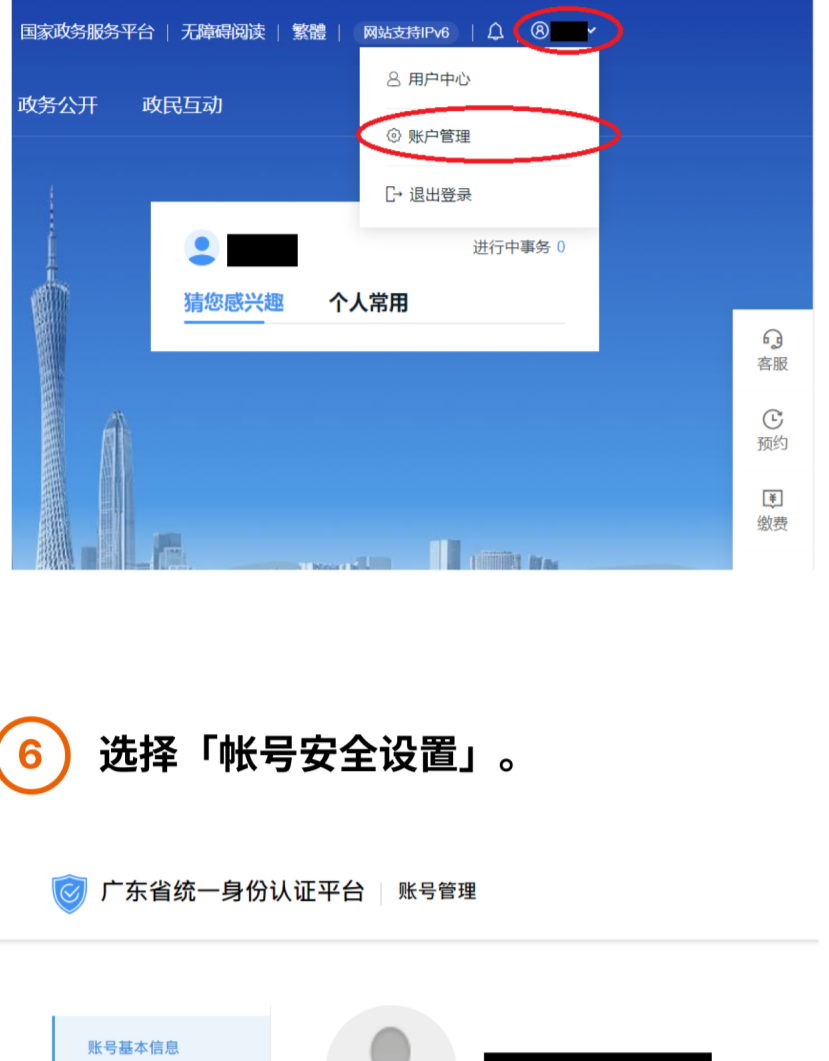 国家政务服务平台 | 无障碍阅读 | 繁體 | 网站支持IPv6
用户中心
政务公开 政民互动
账户管理
退出登录
进行中事务 0
猜您感兴趣 个人常用
客服
预约
缴费
6 选择「帐号安全设置」。
广东省统一身份认证平台 | 账号管理
账号基本信息